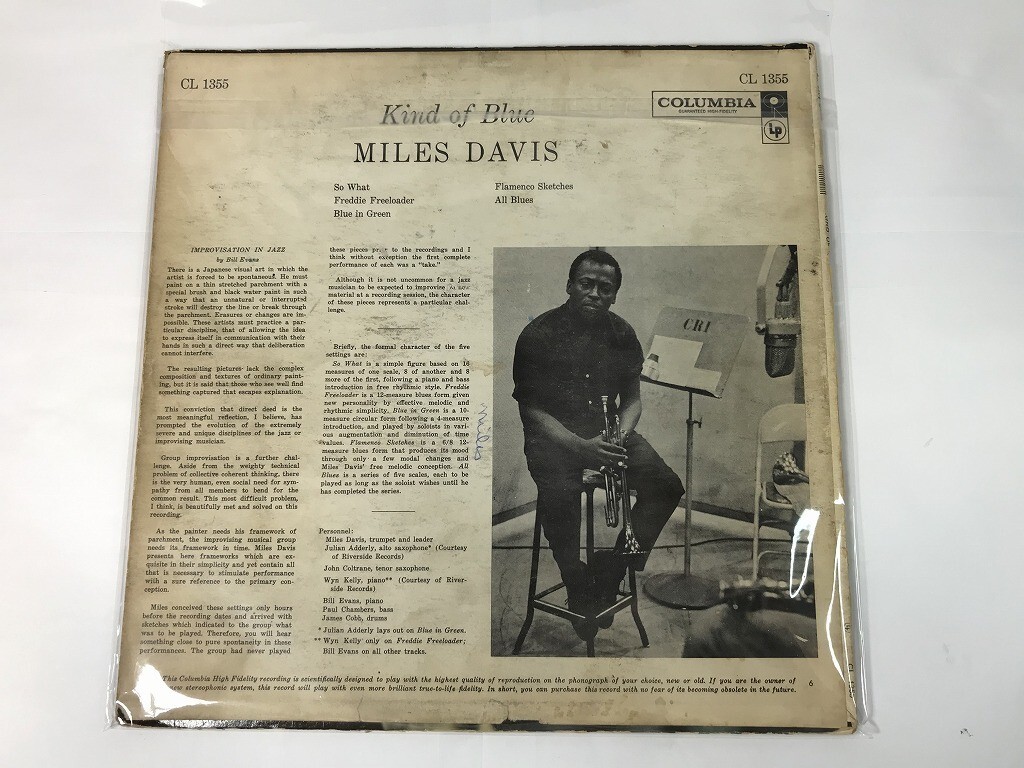 CL 1355
CL 1355
COLUMBIA
GUARANTEED HIGH-FIDELITY
Lp
Kind of Blue
MILES DAVIS
So What
Freddie Freeloader
Blue in Green
Flamenco Sketches
All Blues
IMPROVISATION IN JAZZ
by Bill Evans
There is a Japanese visual art in which the
artist is forced to be spontaneous. He must
paint on a thin stretched parchment with a
special brush and black water paint in such
a way that an unnatural or interrupted
stroke will destroy the line or break through
the parchment. Erasures or changes are im-
possible. These artists must practice a par-
ticular discipline, that of allowing the idea
to express itself in communication with their
hands in such a direct way that deliberation
cannot interfere.
The resulting pictures lack the complex
composition and textures of ordinary paint-
ing, but it is said that those who see well find
something captured that escapes explanation.
This conviction that direct deed is the
most meaningful reflection, I believe, has
prompted the evolution of the extremely
severe and unique disciplines of the jazz or
improvising musician.
Group improvisation is a further chal-
lenge. Aside from the weighty technical
problem of collective coherent thinking, there
is the very human, even social need for sym-
pathy from all members to bend for the
common result. This most difficult problem,
I think, is beautifully met and solved on this
recording.
As the painter needs his framework of
parchment, the improvising musical group
needs its framework in time. Miles Davis
presents here frameworks which are ex-
quisite in their simplicity and yet contain all
that is necessary to stimulate performance
with a sure reference to the primary con-
ception.
Miles conceived these settings only hours
before the recording dates and arrived with
sketches which indicated to the group what
was to be played. Therefore, you will hear
something close to pure spontaneity in these
performances. The group had never played
these pieces to the recordings and I
think without exception the first complete
performance of each was a "take."
Although it is not uncommon for a jazz
musician to be expected to improvise
material at a recording session, the character
of these pieces represents a particular chal-
lenge.
Briefly, the formal character of the five
settings are:
So What is a simple figure based on 16
measures of one scale, 8 of another and 8
more of the first, following a piano and bass
introduction in free rhythmic style. Freddie
Freeloader is a 12-measure blues form given
new personality by effective melodic and
rhythmic simplicity. Blue in Green is a 10-
measure circular form following a 4-measure
introduction, and played by soloists in vari-
ous augmentation and diminution of time
values. Flamenco Sketches is a 6/8 12-
measure blues form that produces its mood
through only a few modal changes and
Miles Davis' free melodic conception. All
Blues is a series of five scales, each to be
played as long as the soloist wishes until he
has completed the series.
Personnel:
Miles Davis, trumpet and leader
Julian Adderly, alto saxophone* (Courtesy
of Riverside Records)
John Coltrane, tenor saxophone
Wyn Kelly, piano** (Courtesy of River-
side Records)
Bill Evans, piano
Paul Chambers, bass
James Cobb, drums
* Julian Adderly lays out on Blue in Green.
** Wyn Kelly only on Freddie Freeloader;
Bill Evans on all other tracks.
CRI
This Columbia High Fidelity recording is scientifically designed to play with the highest quality of reproduction on the phonograph of your choice, new or old. If you are the owner of
new stereophonic system, this record will play with even more brilliant true-to-life fidelity. In short, you can purchase this record with no fear of its becoming obsolete in the future.
6